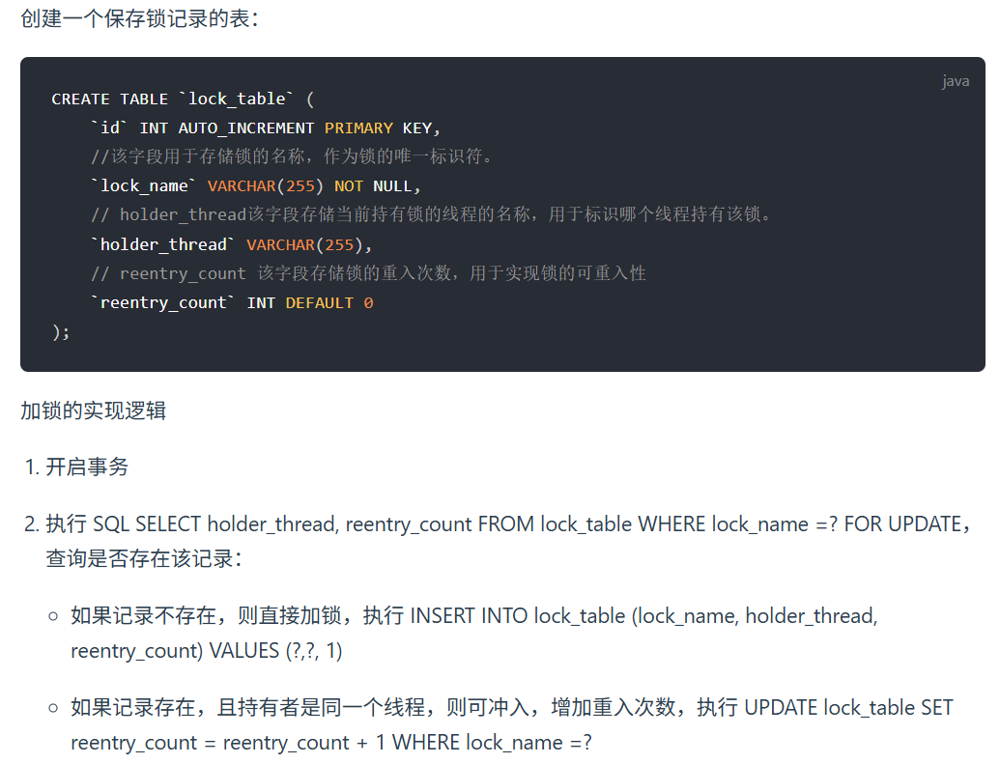 创建一个保存锁记录的表：
java
CREATE TABLE `lock_table` (
`id` INT AUTO_INCREMENT PRIMARY KEY,
//该字段用于存储锁的名称，作为锁的唯一标识符。
`lock_name` VARCHAR(255) NOT NULL,
// holder_thread该字段存储当前持有锁的线程的名称，用于标识哪个线程持有该锁。
`holder_thread` VARCHAR(255),
// reentry_count 该字段存储锁的重入次数，用于实现锁的可重入性
`reentry_count` INT DEFAULT 0
);
加锁的实现逻辑
1. 开启事务
2. 执行 SQL SELECT holder_thread, reentry_count FROM lock_table WHERE lock_name =? FOR UPDATE，
查询是否存在该记录：
○ 如果记录不存在，则直接加锁，执行 INSERT INTO lock_table (lock_name, holder_thread,
reentry_count) VALUES (?,?, 1)
○ 如果记录存在，且持有者是同一个线程，则可冲入，增加重入次数，执行 UPDATE lock_table SET
reentry_count = reentry_count + 1 WHERE lock_name =?